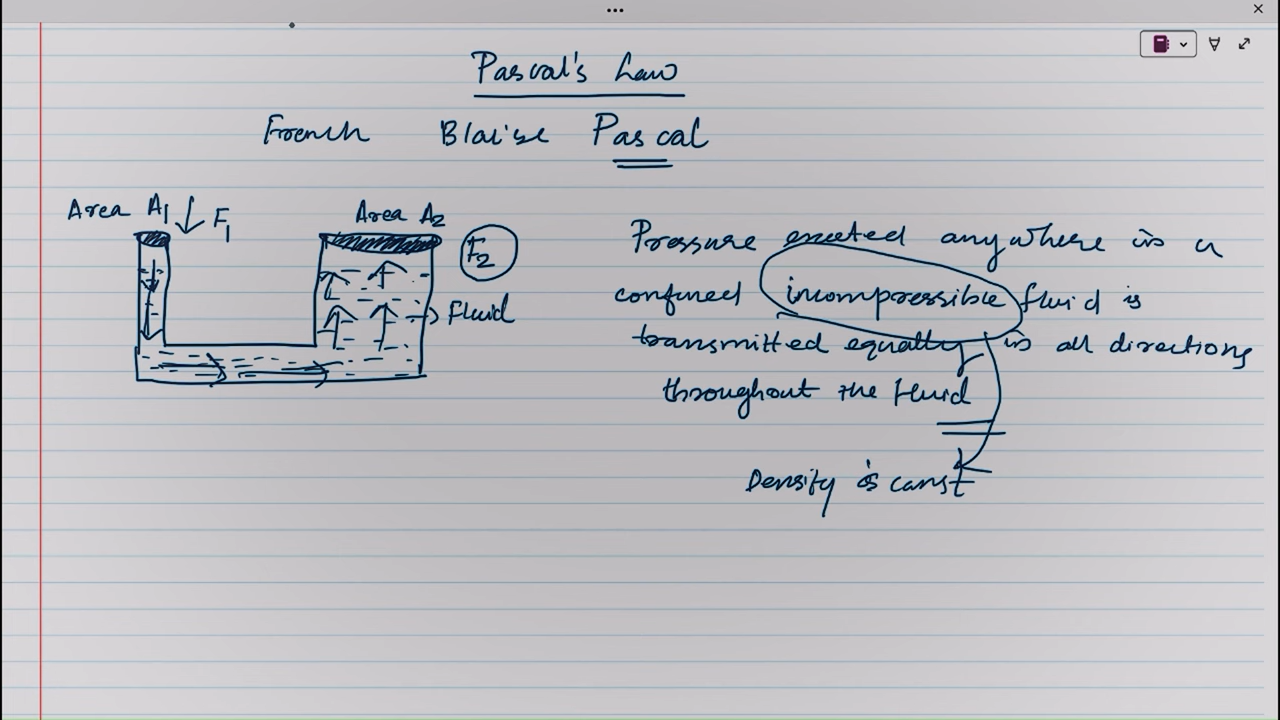 Pascal's Law
French Blaise Pascal
Area A1 F1
Area A2
F2
Fluid
Pressure exerted anywhere in a
confined incompressible fluid is
transmitted equally in all directions
throughout the fluid
Density is const